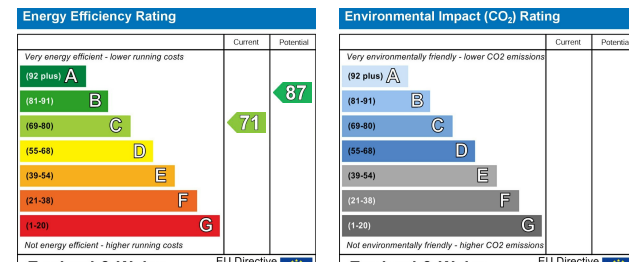 Energy Efficiency Rating
Current Potential
Very energy efficient - lower running costs
(92 plus) A
(81-91) B
87
(69-80) C
71
(55-68) D
(39-54) E
(21-38) F
(1-20) G
Not energy efficient - higher running costs
EU Directive
Environmental Impact (CO₂) Rating
Current Potential
Very environmentally friendly - lower CO2 emissions
(92 plus) A
(81-91) B
(69-80) C
(55-68) D
(39-54) E
(21-38) F
(1-20) G
Not environmentally friendly - higher CO2 emissions
EU Directive